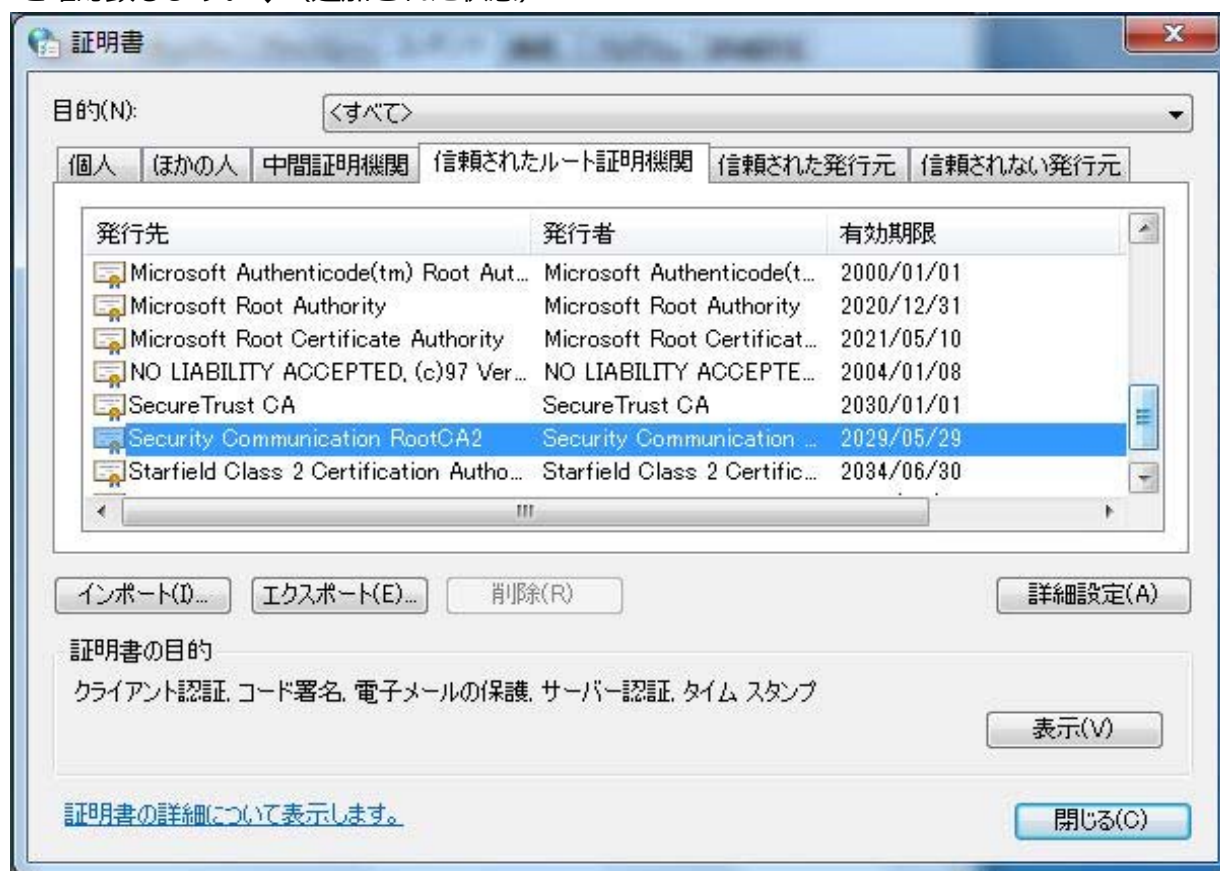 証明書
目的(N):
<すべて>
個人 ほかの人 中間証明機関 信頼されたルート証明機関 信頼された発行元 信頼されない発行元
発行先 発行者 有効期限
Microsoft Authenticode(tm) Root Aut... Microsoft Authenticode(t... 2000/01/01
Microsoft Root Authority Microsoft Root Authority 2020/12/31
Microsoft Root Certificate Authority Microsoft Root Certificat... 2021/05/10
NO LIABILITY ACCEPTED, (c)97 Ver... NO LIABILITY ACCEPTE... 2004/01/08
SecureTrust CA SecureTrust CA 2030/01/01
Security Communication RootCA2 Security Communication ... 2029/05/29
Starfield Class 2 Certification Autho... Starfield Class 2 Certific... 2034/06/30
インポート(I)... エクスポート(E)... 削除(R) 詳細設定(A)
証明書の目的
クライアント認証, コード署名, 電子メールの保護, サーバー認証, タイム スタンプ
表示(V)
証明書の詳細について表示します。
閉じる(C)